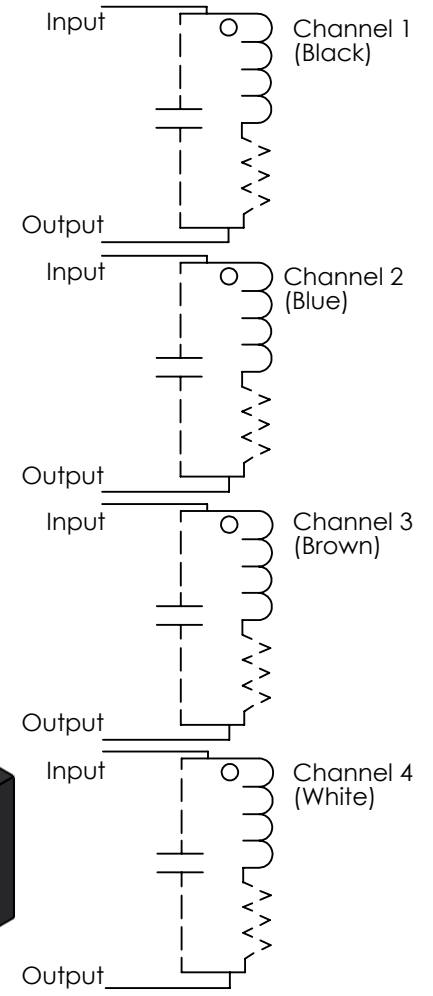 Input
Channel 1
(Black)
Output
Input
Channel 2
(Blue)
Output
Input
Channel 3
(Brown)
Output
Input
Channel 4
(White)
Output